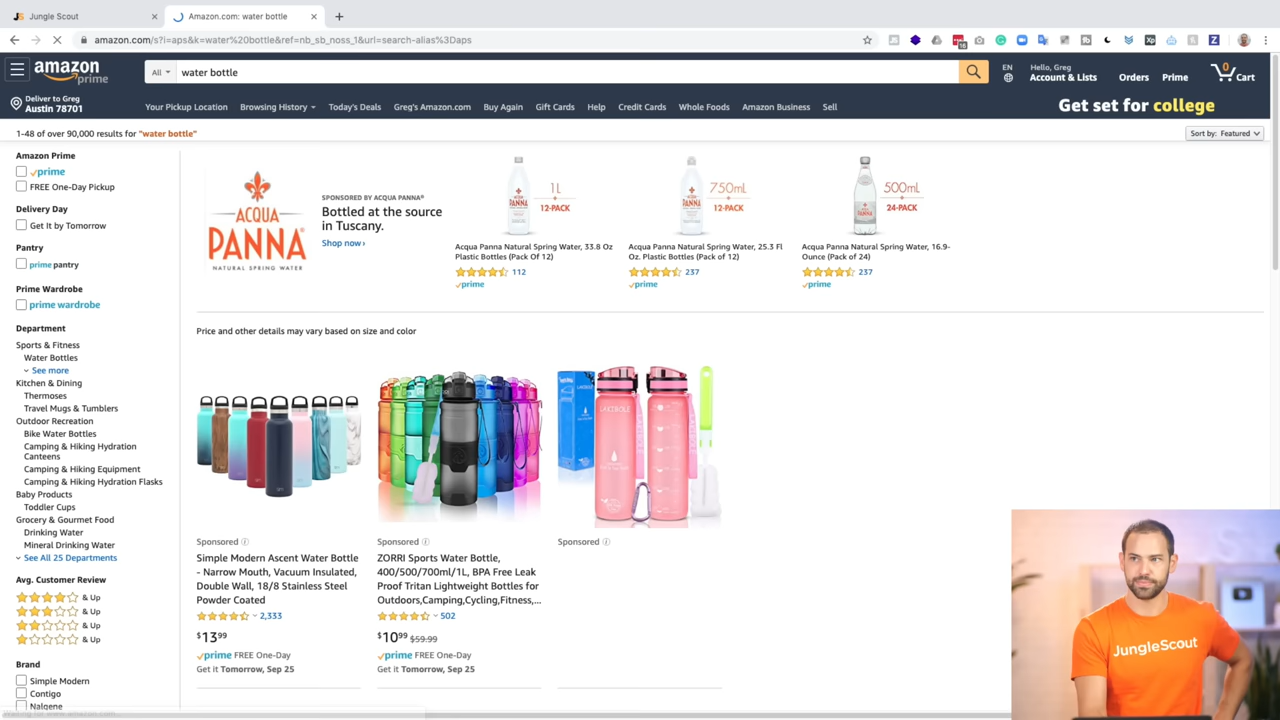 Jungle Scout
Amazon.com: water bottle
amazon.com/s?i=aps&k=water%20bottle&ref=nb_sb_noss_1&url=search-alias%3Daps
amazon
prime
All
water bottle
EN
Hello, Greg
Account & Lists
Orders
Prime
0
Cart
Deliver to Greg
Austin 78701
Your Pickup Location
Browsing History
Today's Deals
Greg's Amazon.com
Buy Again
Gift Cards
Help
Credit Cards
Whole Foods
Amazon Business
Sell
Get set for college
1-48 of over 90,000 results for "water bottle"
Sort by: Featured
Amazon Prime
prime
FREE One-Day Pickup
Delivery Day
Get It by Tomorrow
Pantry
prime pantry
Prime Wardrobe
prime wardrobe
Department
Sports & Fitness
Water Bottles
See more
Kitchen & Dining
Thermoses
Travel Mugs & Tumblers
Outdoor Recreation
Bike Water Bottles
Camping & Hiking Hydration
Canteens
Camping & Hiking Equipment
Camping & Hiking Hydration Flasks
Baby Products
Toddler Cups
Grocery & Gourmet Food
Drinking Water
Mineral Drinking Water
See All 25 Departments
Avg. Customer Review
& Up
& Up
& Up
& Up
Brand
Simple Modern
Contigo
Nalgene
Waiting for www.amazon.com...
ACQUA
PANNA
NATURAL SPRING WATER
SPONSORED BY ACQUA PANNA®
Bottled at the source
in Tuscany.
Shop now ›
1L
12-PACK
Acqua Panna Natural Spring Water, 33.8 Oz
Plastic Bottles (Pack Of 12)
112
prime
750mL
12-PACK
Acqua Panna Natural Spring Water, 25.3 Fl
Oz. Plastic Bottles (Pack of 12)
237
prime
500mL
24-PACK
Acqua Panna Natural Spring Water, 16.9-
Ounce (Pack of 24)
237
prime
Price and other details may vary based on size and color
Sponsored
Simple Modern Ascent Water Bottle
- Narrow Mouth, Vacuum Insulated,
Double Wall, 18/8 Stainless Steel
Powder Coated
2,333
$13 99
prime FREE One-Day
Get it Tomorrow, Sep 25
Sponsored
ZORRI Sports Water Bottle,
400/500/700ml/1L, BPA Free Leak
Proof Tritan Lightweight Bottles for
Outdoors,Camping,Cycling,Fitness,...
502
$10 99 $59.99
prime FREE One-Day
Get it Tomorrow, Sep 25
Sponsored
JungleScout